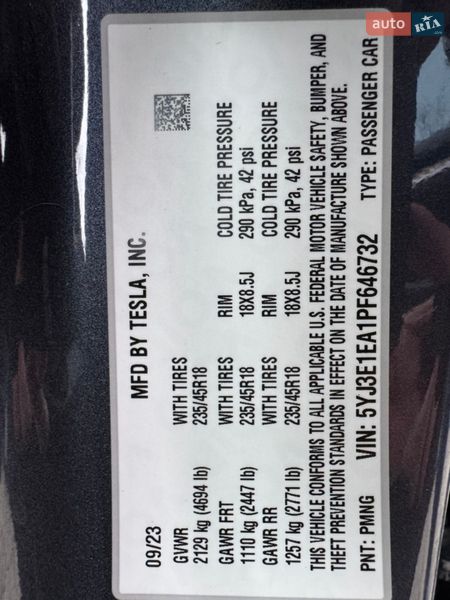 auto RIA.com
MFD BY TESLA, INC.
09/23
GVWR WITH TIRES
2129 kg (4694 lb) 235/45R18
GAWR FRT WITH TIRES RIM COLD TIRE PRESSURE
1110 kg (2447 lb) 235/45R18 18X8.5J 290 kPa, 42 psi
GAWR RR WITH TIRES RIM COLD TIRE PRESSURE
1257 kg (2771 lb) 235/45R18 18X8.5J 290 kPa, 42 psi
THIS VEHICLE CONFORMS TO ALL APPLICABLE U.S. FEDERAL MOTOR VEHICLE SAFETY, BUMPER, AND
THEFT PREVENTION STANDARDS IN EFFECT ON THE DATE OF MANUFACTURE SHOWN ABOVE.
PNT: PMNG VIN: 5YJ3E1EA1PF646732 TYPE: PASSENGER CAR